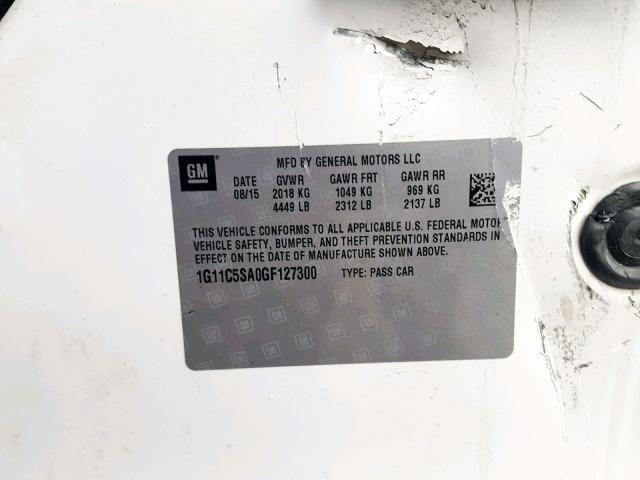 GM
MFD BY GENERAL MOTORS LLC
DATE GVWR GAWR FRT GAWR RR
08/15 2018 KG 1049 KG 969 KG
4449 LB 2312 LB 2137 LB
THIS VEHICLE CONFORMS TO ALL APPLICABLE U.S. FEDERAL MOTOR
VEHICLE SAFETY, BUMPER, AND THEFT PREVENTION STANDARDS IN
EFFECT ON THE DATE OF MANUFACTURE SHOWN ABOVE.
1G11C5SA0GF127300 TYPE: PASS CAR